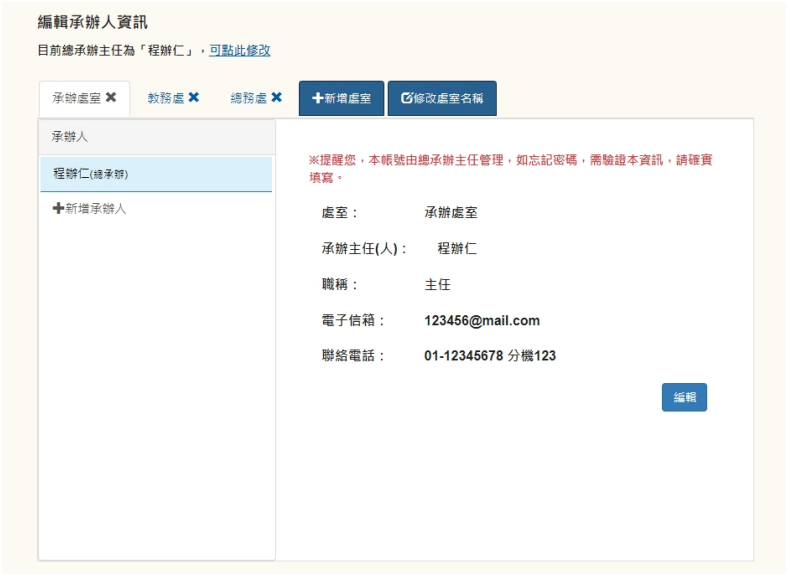 編輯承辦人資訊
目前總承辦主任為「程辦仁」，可點此修改
承辦處室 ✖ 教務處 ✖ 總務處 ✖ ✚新增處室 修改處室名稱
承辦人
程辦仁(總承辦)
✚新增承辦人
※提醒您，本帳號由總承辦主任管理，如忘記密碼，需驗證本資訊，請確實
填寫。
處室： 承辦處室
承辦主任(人)： 程辦仁
職稱： 主任
電子信箱： 123456@mail.com
聯絡電話： 01-12345678 分機123
編輯